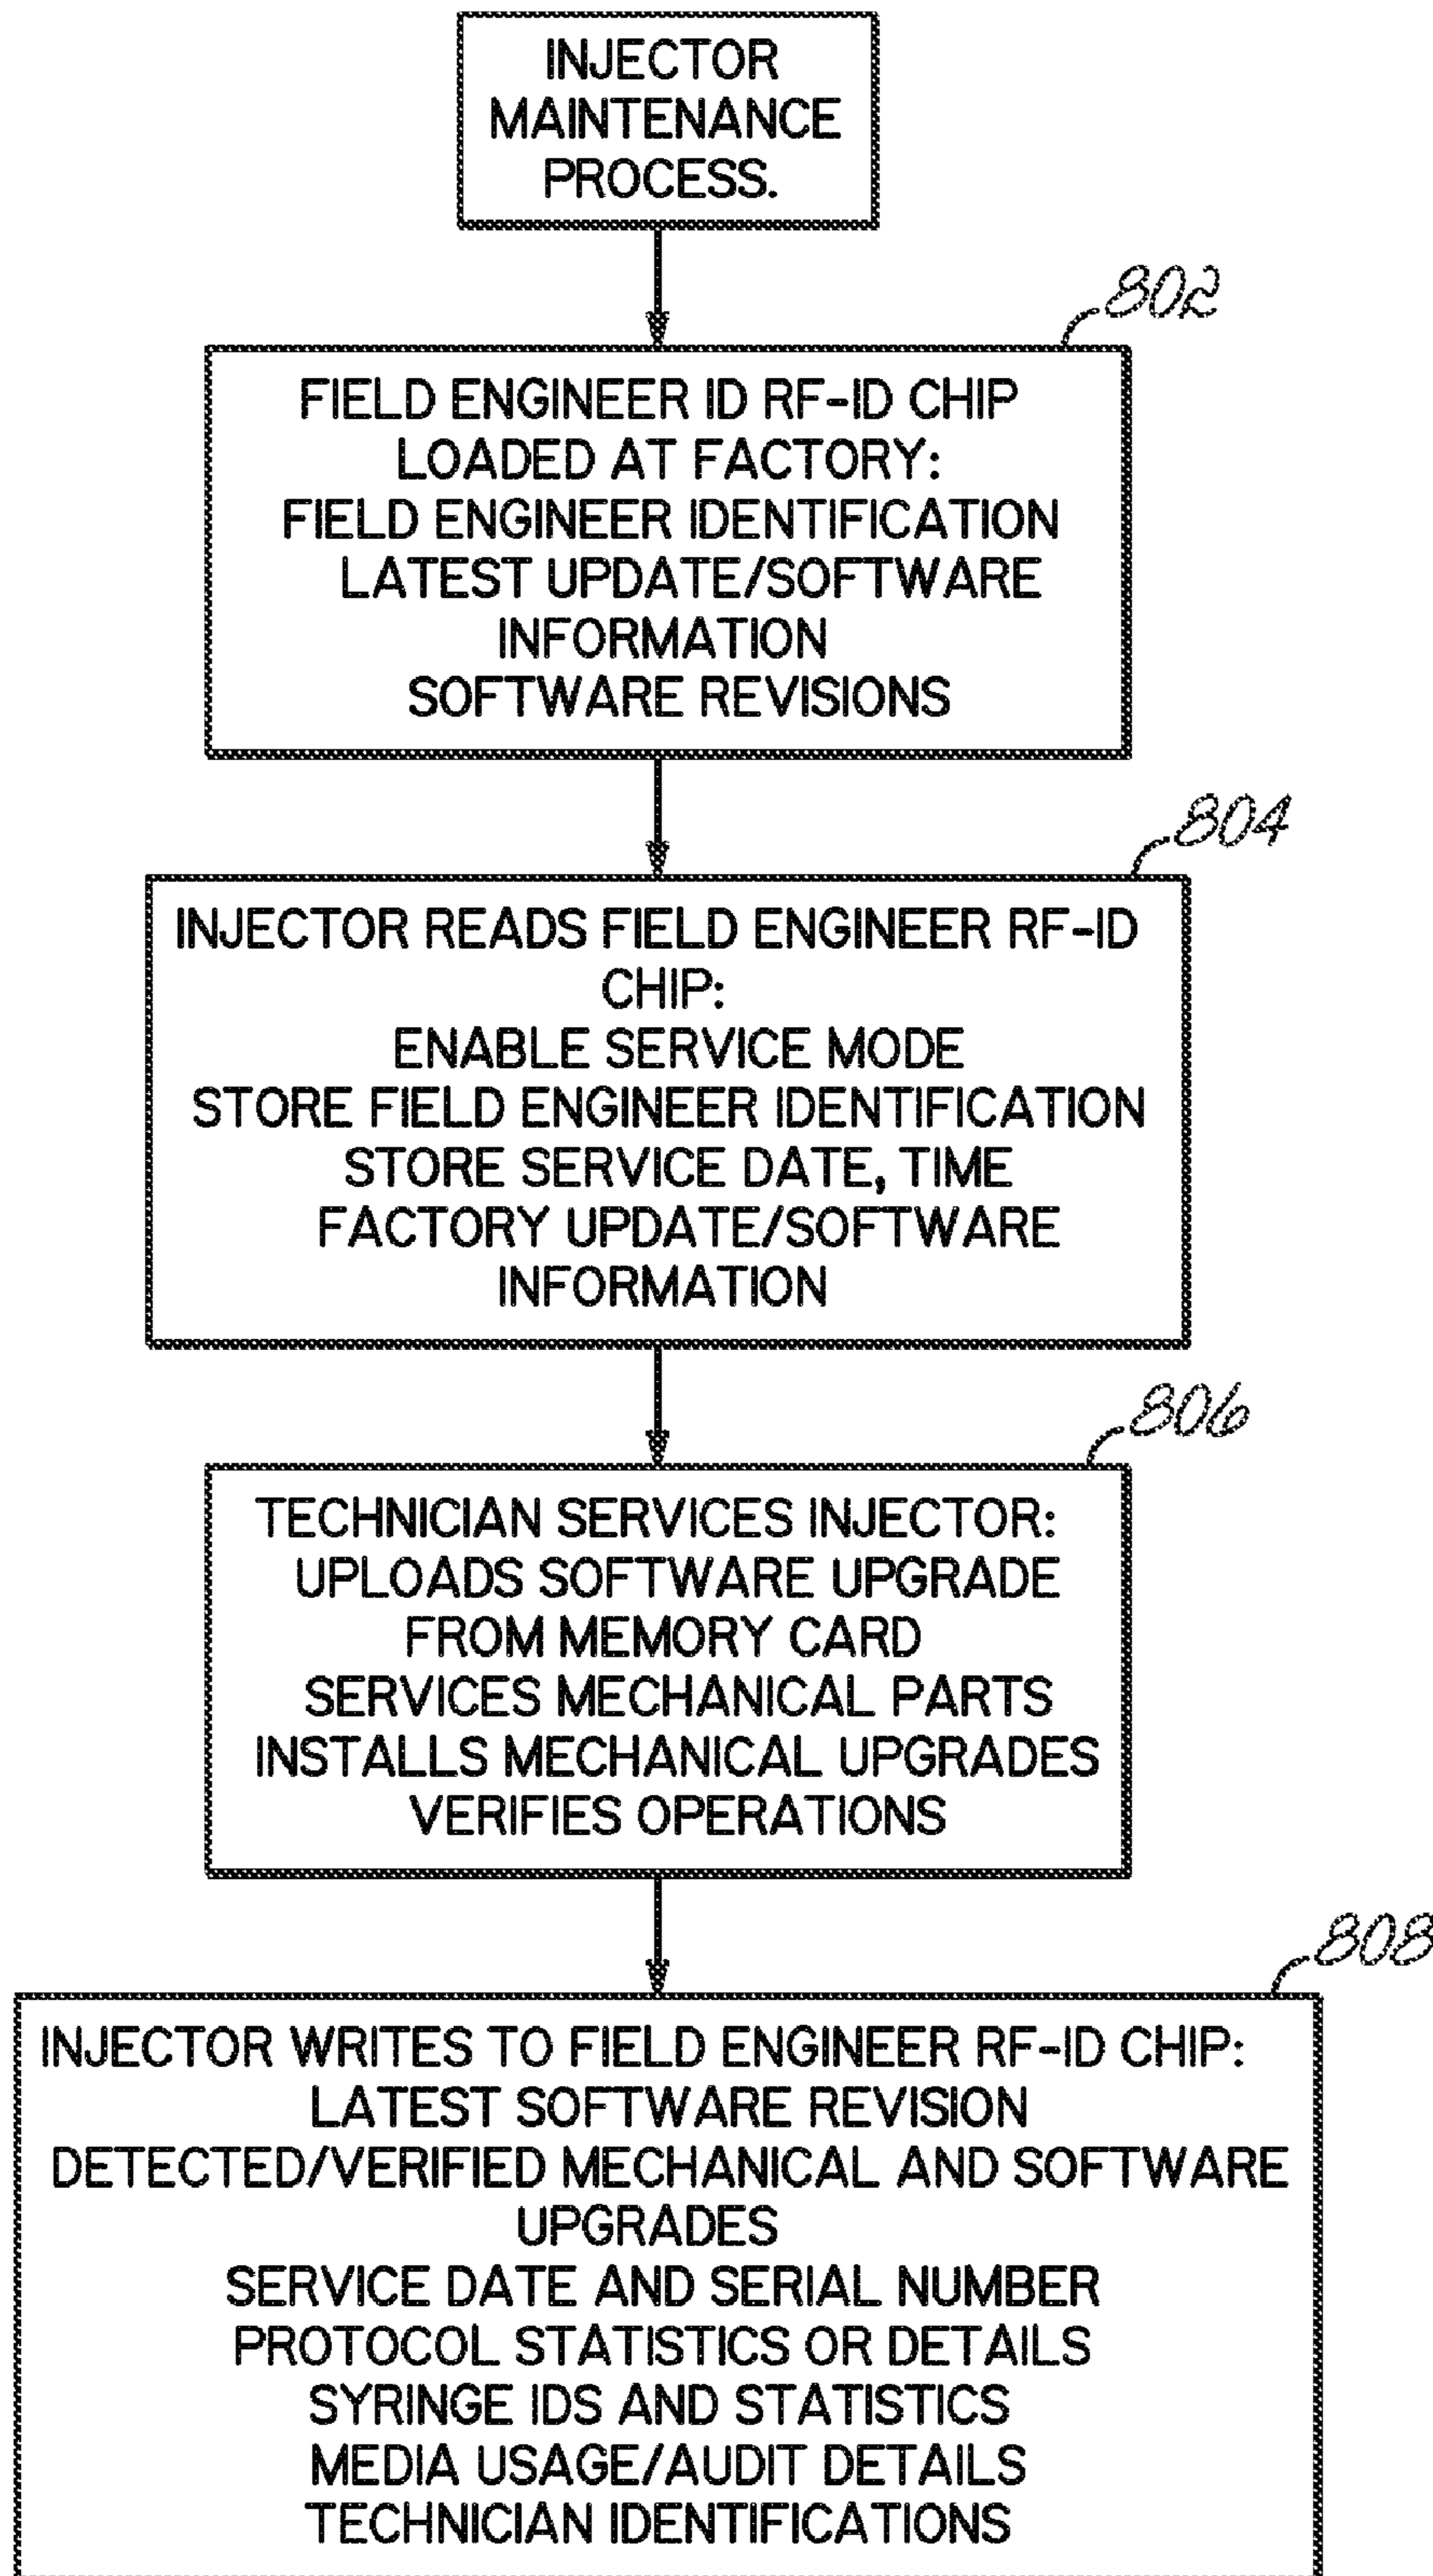 INJECTOR
MAINTENANCE
PROCESS.
802
FIELD ENGINEER ID RF-ID CHIP
LOADED AT FACTORY:
FIELD ENGINEER IDENTIFICATION
LATEST UPDATE/SOFTWARE
INFORMATION
SOFTWARE REVISIONS
804
INJECTOR READS FIELD ENGINEER RF-ID
CHIP:
ENABLE SERVICE MODE
STORE FIELD ENGINEER IDENTIFICATION
STORE SERVICE DATE, TIME
FACTORY UPDATE/SOFTWARE
INFORMATION
806
TECHNICIAN SERVICES INJECTOR:
UPLOADS SOFTWARE UPGRADE
FROM MEMORY CARD
SERVICES MECHANICAL PARTS
INSTALLS MECHANICAL UPGRADES
VERIFIES OPERATIONS
808
INJECTOR WRITES TO FIELD ENGINEER RF-ID CHIP:
LATEST SOFTWARE REVISION
DETECTED/VERIFIED MECHANICAL AND SOFTWARE
UPGRADES
SERVICE DATE AND SERIAL NUMBER
PROTOCOL STATISTICS OR DETAILS
SYRINGE IDS AND STATISTICS
MEDIA USAGE/AUDIT DETAILS
TECHNICIAN IDENTIFICATIONS